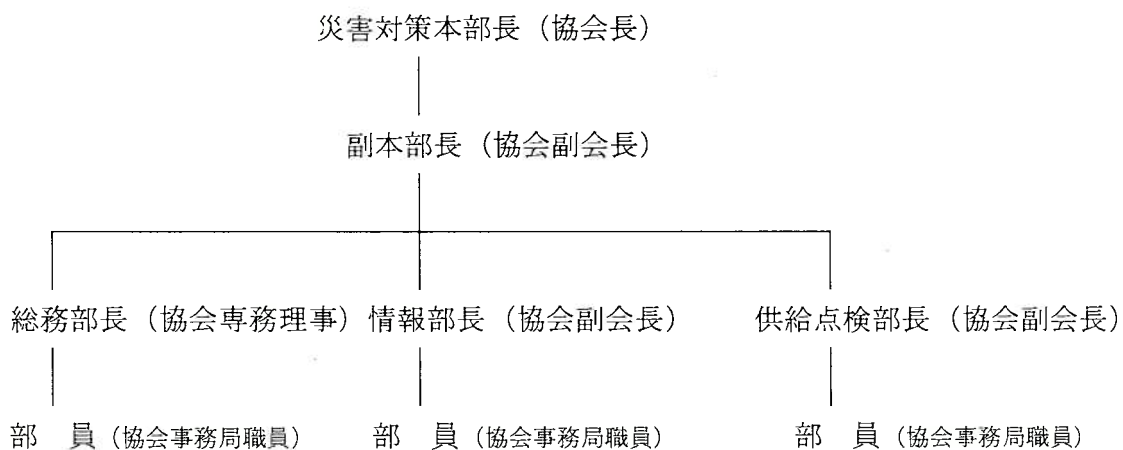 災害対策本部長（協会長）
副本部長（協会副会長）
総務部長（協会専務理事）情報部長（協会副会長）　供給点検部長（協会副会長）
部　員（協会事務局職員）　部　員（協会事務局職員）　部　員（協会事務局職員）